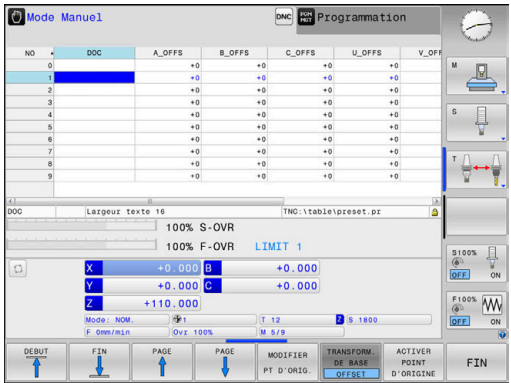 Mode Manuel
DNC
PGM MGT
Programmation
NO DOC A_OFFS B_OFFS C_OFFS U_OFFS V_OFF
0 +0 +0 +0 +0
1 +0 +0 +0 +0
2 +0 +0 +0 +0
3 +0 +0 +0 +0
4 +0 +0 +0 +0
5 +0 +0 +0 +0
6 +0 +0 +0 +0
7 +0 +0 +0 +0
8 +0 +0 +0 +0
9 +0 +0 +0 +0
DOC Largeur texte 16 TNC:\table\preset.pr
100% S-OVR
100% F-OVR LIMIT 1
X +0.000 B +0.000
Y +0.000 C +0.000
Z +110.000
Mode: NOM. 1 T 12 Z S 1800
F 0mm/min Ovr 100% M 5/9
M
S
T
S100%
OFF ON
F100%
OFF ON
DEBUT
FIN
PAGE
PAGE
MODIFIER
PT D'ORIG.
TRANSFORM.
DE BASE
OFFSET
ACTIVER
POINT
D'ORIGINE
FIN